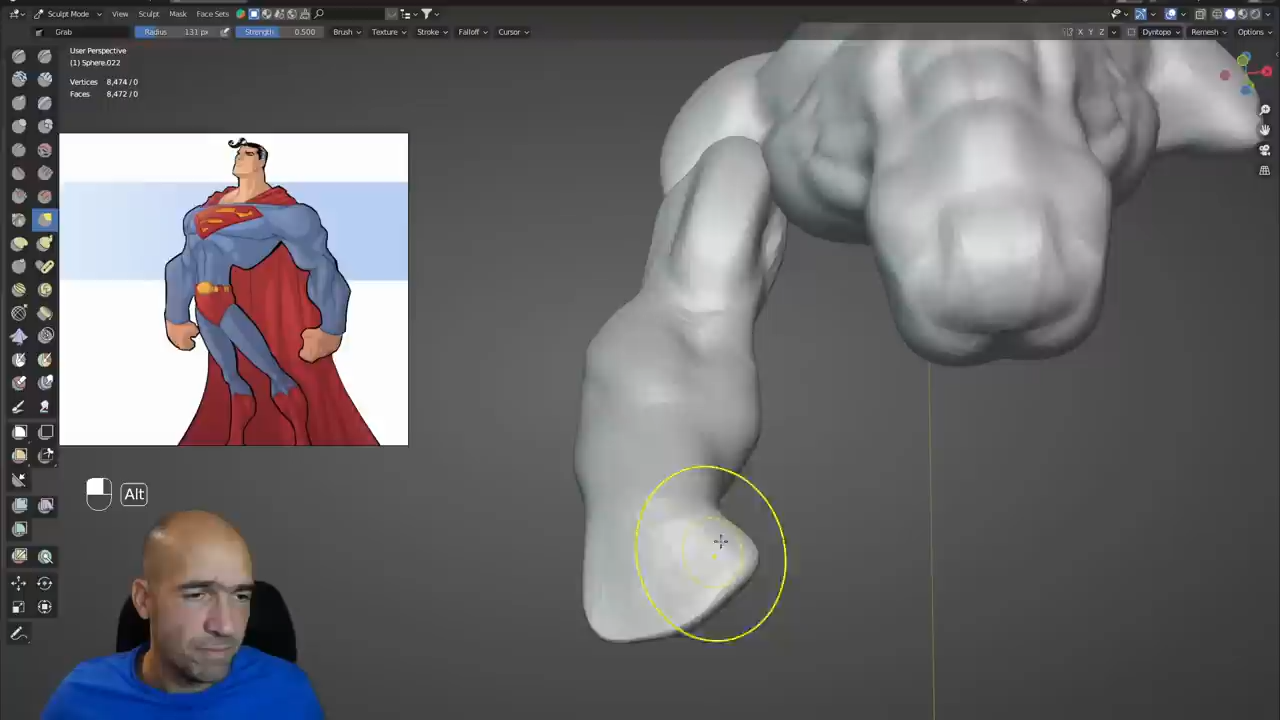 Sculpt Mode View Sculpt Mask Face Sets
Grab Radius 131 px Strength 0.500 Brush Texture Stroke Falloff Cursor X Y Z Dyntopo Remesh Options
User Perspective
(1) Sphere.022
Vertices 8,474 / 0
Faces 8,472 / 0
Alt